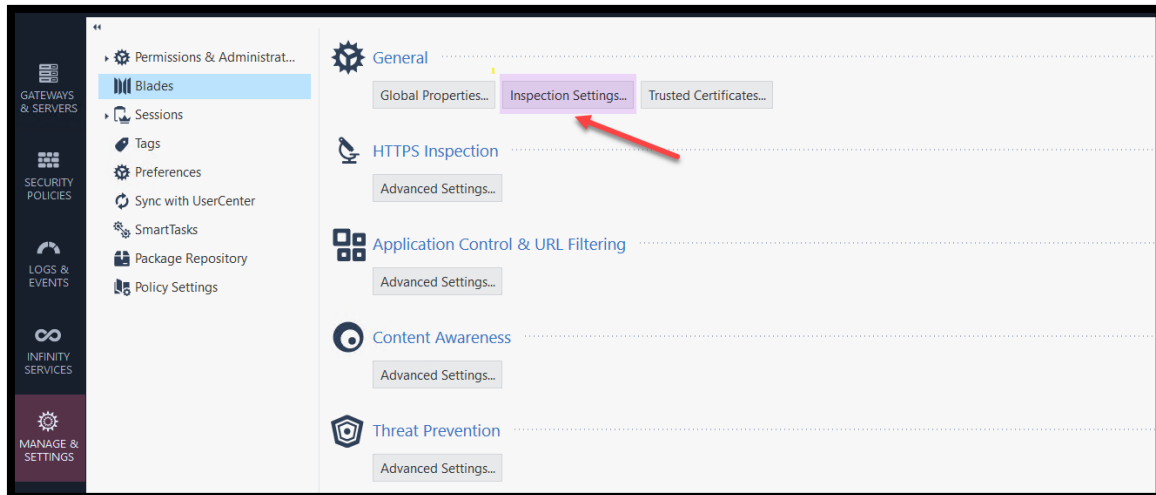 GATEWAYS
& SERVERS
SECURITY
POLICIES
LOGS &
EVENTS
INFINITY
SERVICES
MANAGE &
SETTINGS
Permissions & Administrat...
Blades
Sessions
Tags
Preferences
Sync with UserCenter
SmartTasks
Package Repository
Policy Settings
General
Global Properties... Inspection Settings... Trusted Certificates...
HTTPS Inspection
Advanced Settings...
Application Control & URL Filtering
Advanced Settings...
Content Awareness
Advanced Settings...
Threat Prevention
Advanced Settings...